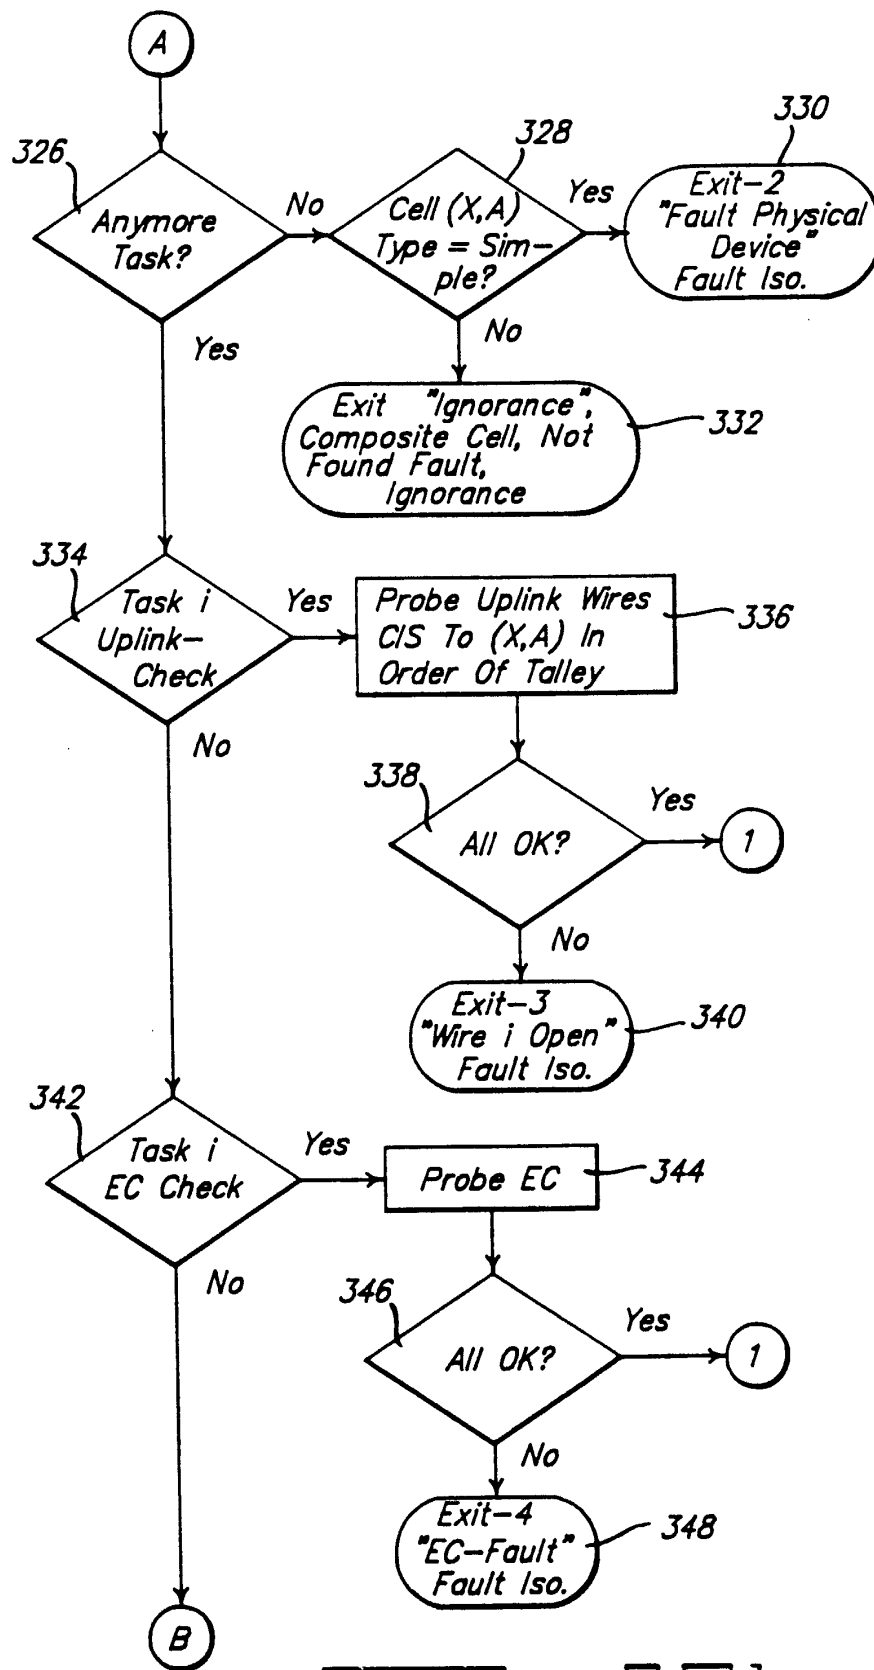 A
326
Anymore
Task?
No
328
Cell (X,A)
Type = Sim-
ple?
Yes
330
Exit-2
"Fault Physical
Device"
Fault Iso.
Yes
No
Exit "Ignorance",
Composite Cell, Not
Found Fault,
Ignorance
332
334
Task i
Uplink-
Check
Yes
Probe Uplink Wires
CIS To (X,A) In
Order Of Talley
336
No
338
All OK?
Yes
1
No
Exit-3
"Wire i Open"
Fault Iso.
340
342
Task i
EC Check
Yes
Probe EC
344
No
346
All OK?
Yes
1
No
Exit-4
"EC-Fault"
Fault Iso.
348
B